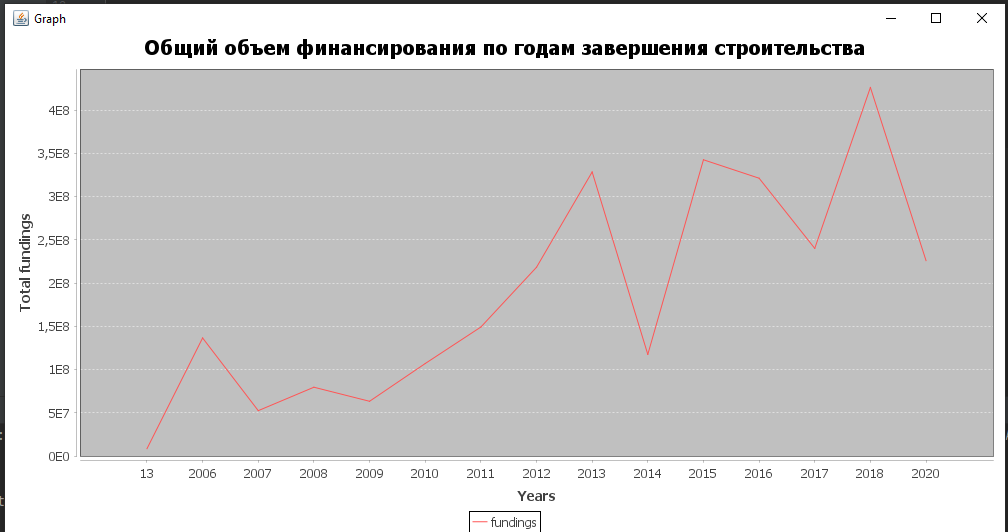 Graph
Общий объем финансирования по годам завершения строительства
4E8
3,5E8
3E8
2,5E8
2E8
1,5E8
1E8
5E7
0E0
Total fundings
13 2006 2007 2008 2009 2010 2011 2012 2013 2014 2015 2016 2017 2018 2020
Years
fundings